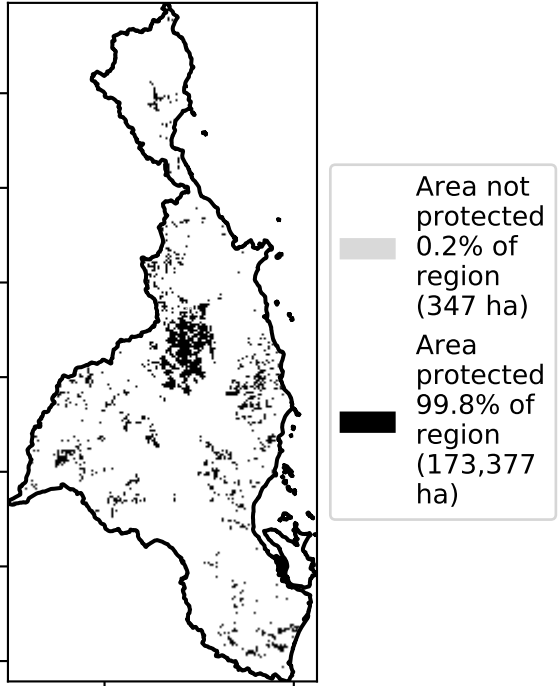 Area not
protected
0.2% of
region
(347 ha)
Area
protected
99.8% of
region
(173,377
ha)